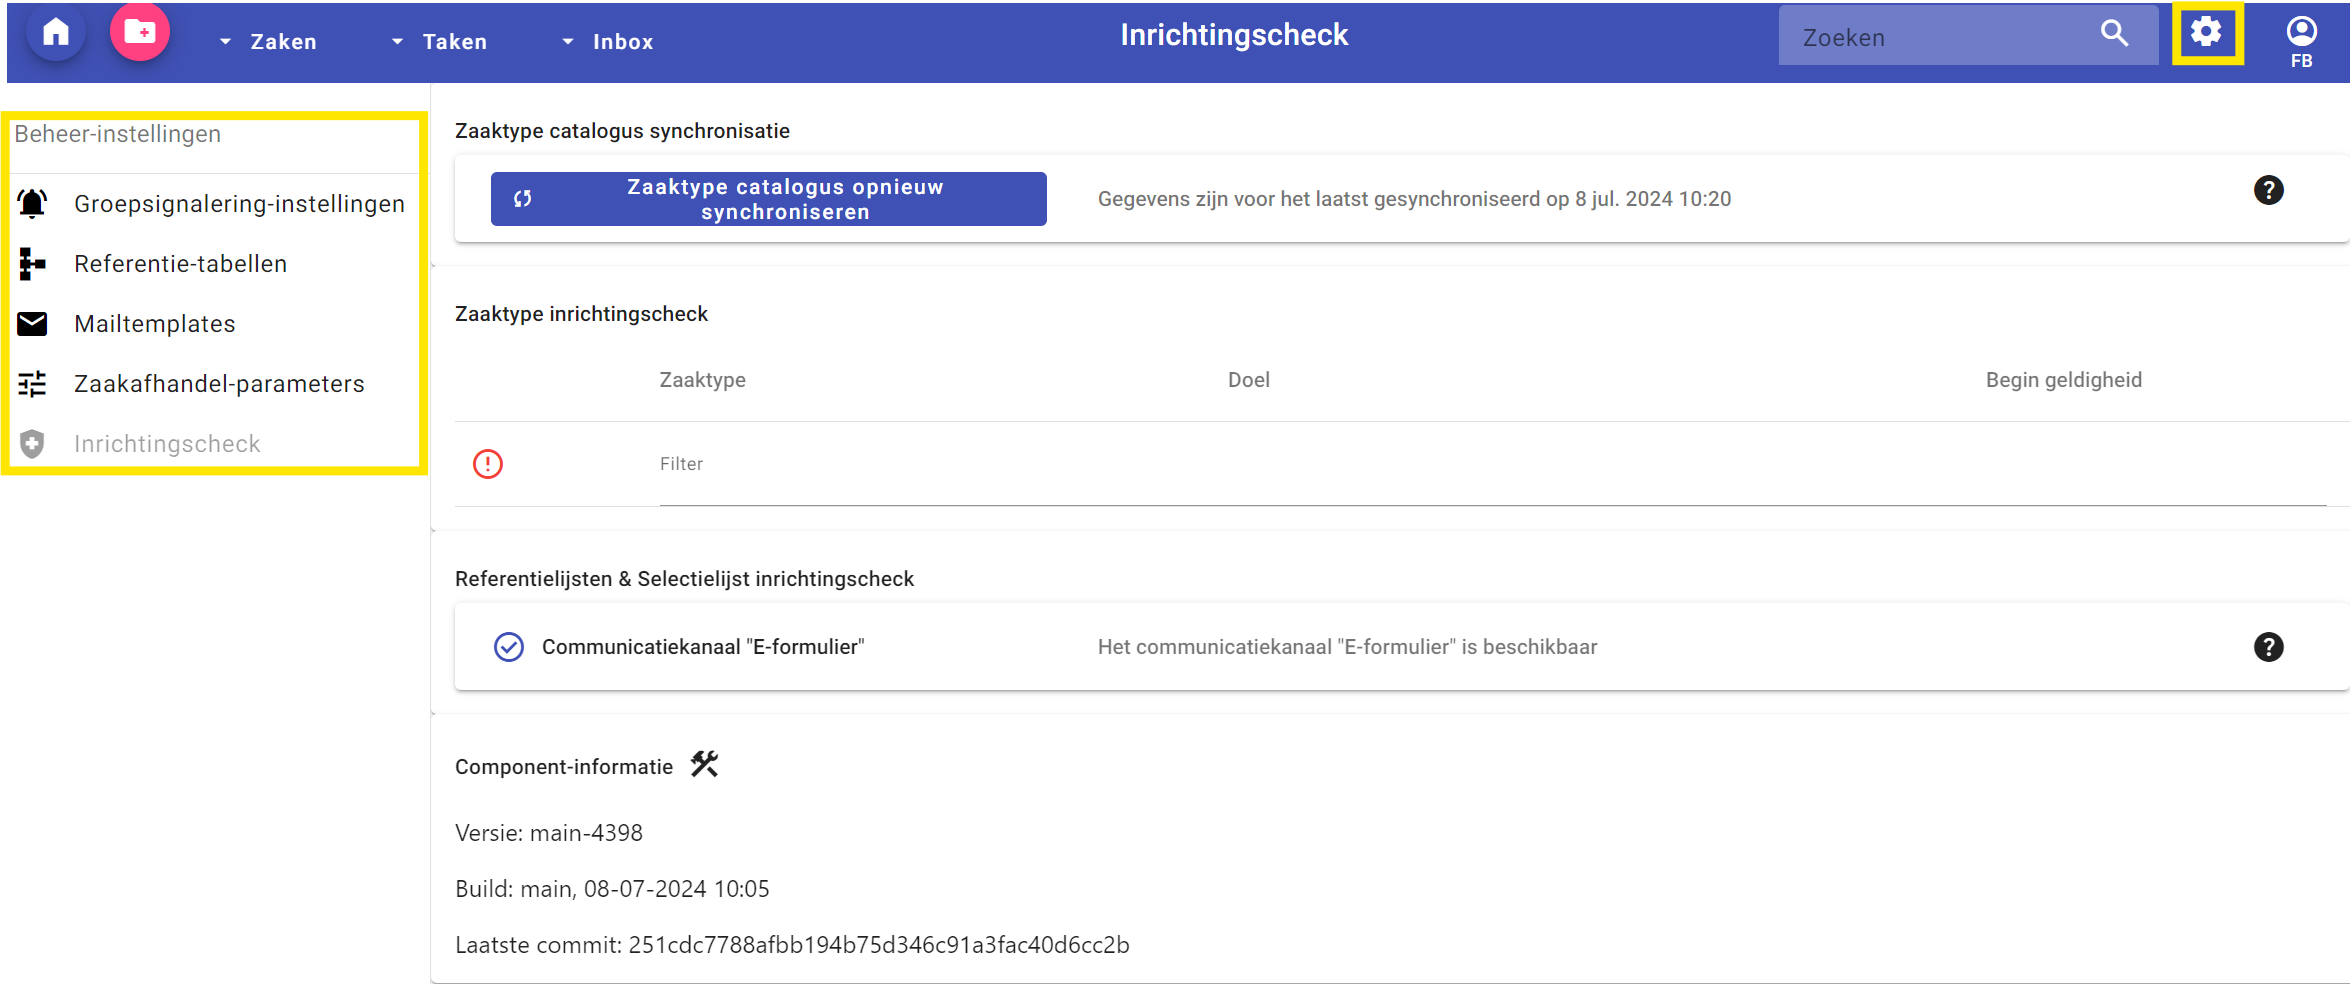 Zaken
Taken
Inbox
Inrichtingscheck
Zoeken
FB
Beheer-instellingen
Groepsignalering-instellingen
Referentie-tabellen
Mailtemplates
Zaakafhandel-parameters
Inrichtingscheck
Zaaktype catalogus synchronisatie
Zaaktype catalogus opnieuw
synchroniseren
Gegevens zijn voor het laatst gesynchroniseerd op 8 jul. 2024 10:20
Zaaktype inrichtingscheck
Zaaktype
Doel
Begin geldigheid
Filter
Referentielijsten & Selectielijst inrichtingscheck
Communicatiekanaal "E-formulier"
Het communicatiekanaal "E-formulier" is beschikbaar
Component-informatie
Versie: main-4398
Build: main, 08-07-2024 10:05
Laatste commit: 251cdc7788afbb194b75d346c91a3fac40d6cc2b